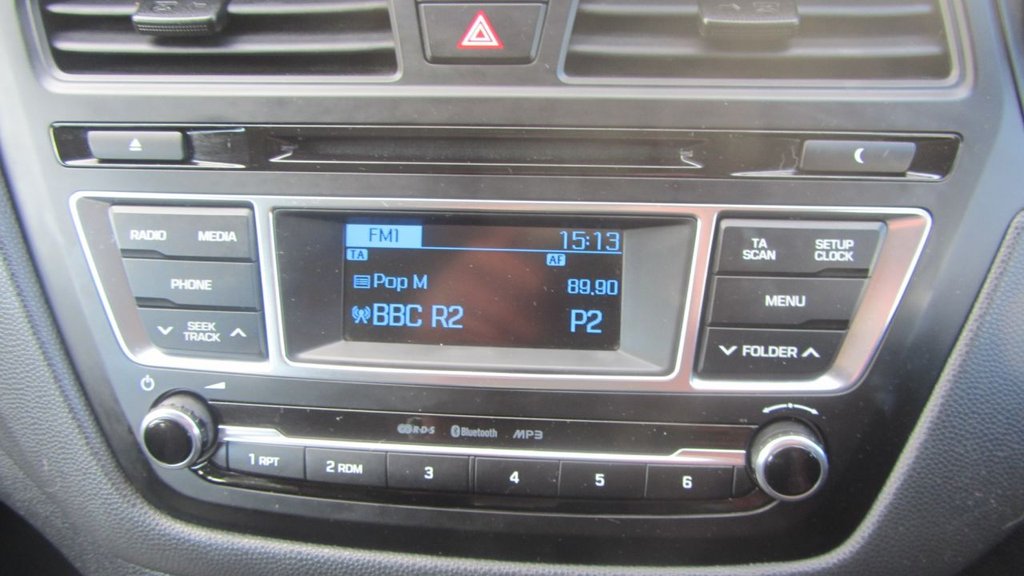 RADIO MEDIA
PHONE
SEEK
TRACK
FM1 15:13
TA AF
Pop M 89.90
BBC R2 P2
TA
SCAN
SETUP
CLOCK
MENU
FOLDER
R·D·S Bluetooth MP3
1 RPT 2 RDM 3 4 5 6